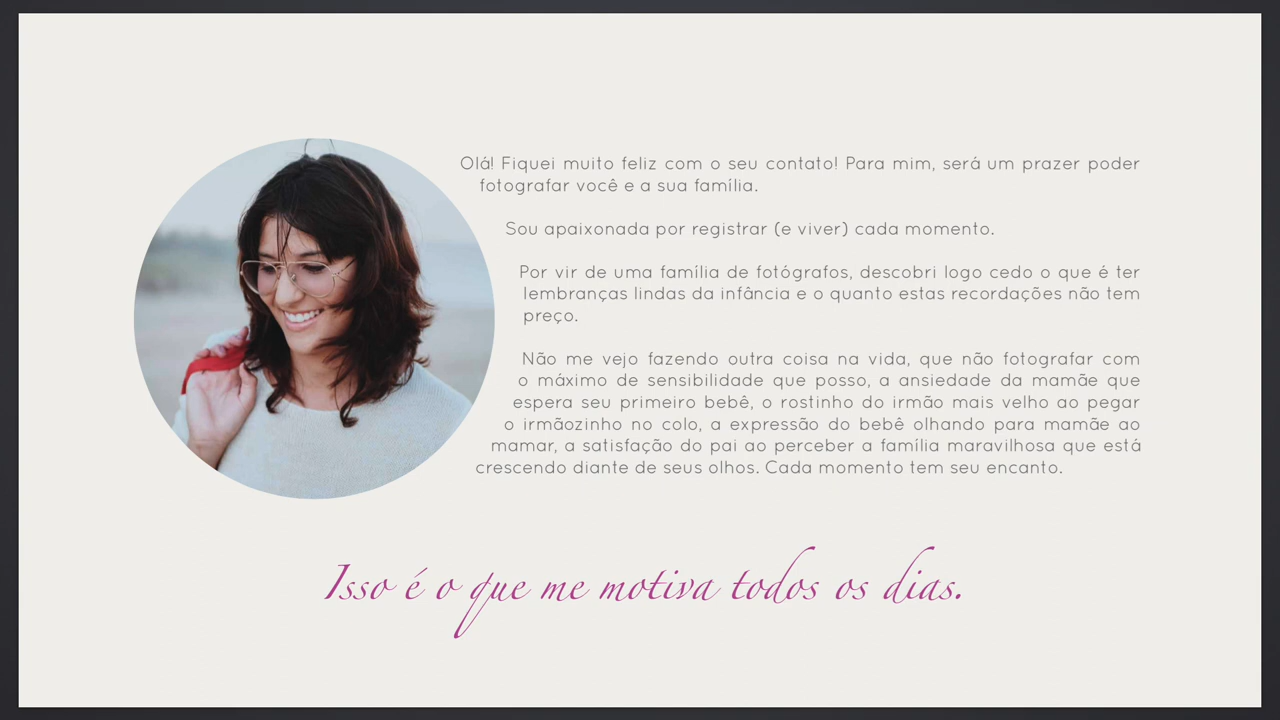 Olá! Fiquei muito feliz com o seu contato! Para mim, será um prazer poder
fotografar você e a sua família.
Sou apaixonada por registrar (e viver) cada momento.
Por vir de uma família de fotógrafos, descobri logo cedo o que é ter
lembranças lindas da infância e o quanto estas recordações não tem
preço.
Não me vejo fazendo outra coisa na vida, que não fotografar com
o máximo de sensibilidade que posso, a ansiedade da mamãe que
espera seu primeiro bebê, o rostinho do irmão mais velho ao pegar
o irmãozinho no colo, a expressão do bebê olhando para mamãe ao
mamar, a satisfação do pai ao perceber a família maravilhosa que está
crescendo diante de seus olhos. Cada momento tem seu encanto.
Isso é o que me motiva todos os dias.